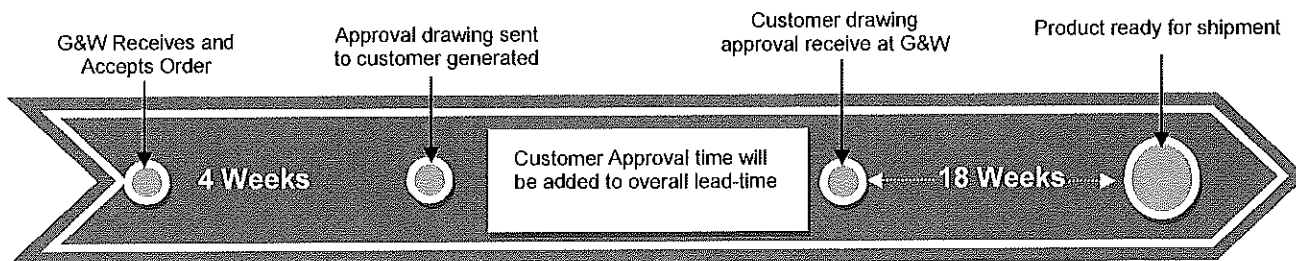 G&W Receives and
Accepts Order
Approval drawing sent
to customer generated
Customer drawing
approval receive at G&W
Product ready for shipment
4 Weeks
Customer Approval time will
be added to overall lead-time
18 Weeks